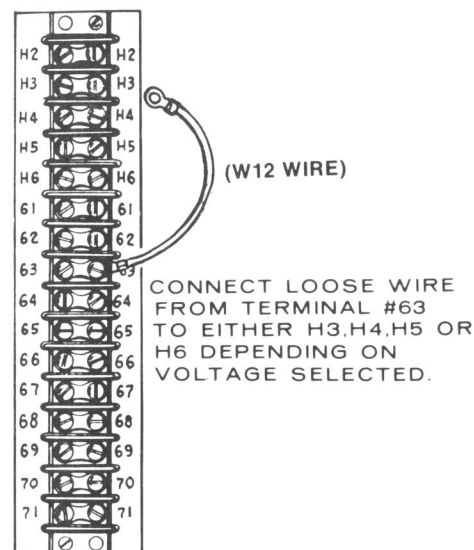 H2 H2
H3 H3
H4 H4
H5 H5
H6 H6
(W12 WIRE)
61 61
62 62
63 63
CONNECT LOOSE WIRE
64 64
FROM TERMINAL #63
65 65
TO EITHER H3,H4,H5 OR
66 66
H6 DEPENDING ON
VOLTAGE SELECTED.
67 67
68 68
69 69
70 70
71 71